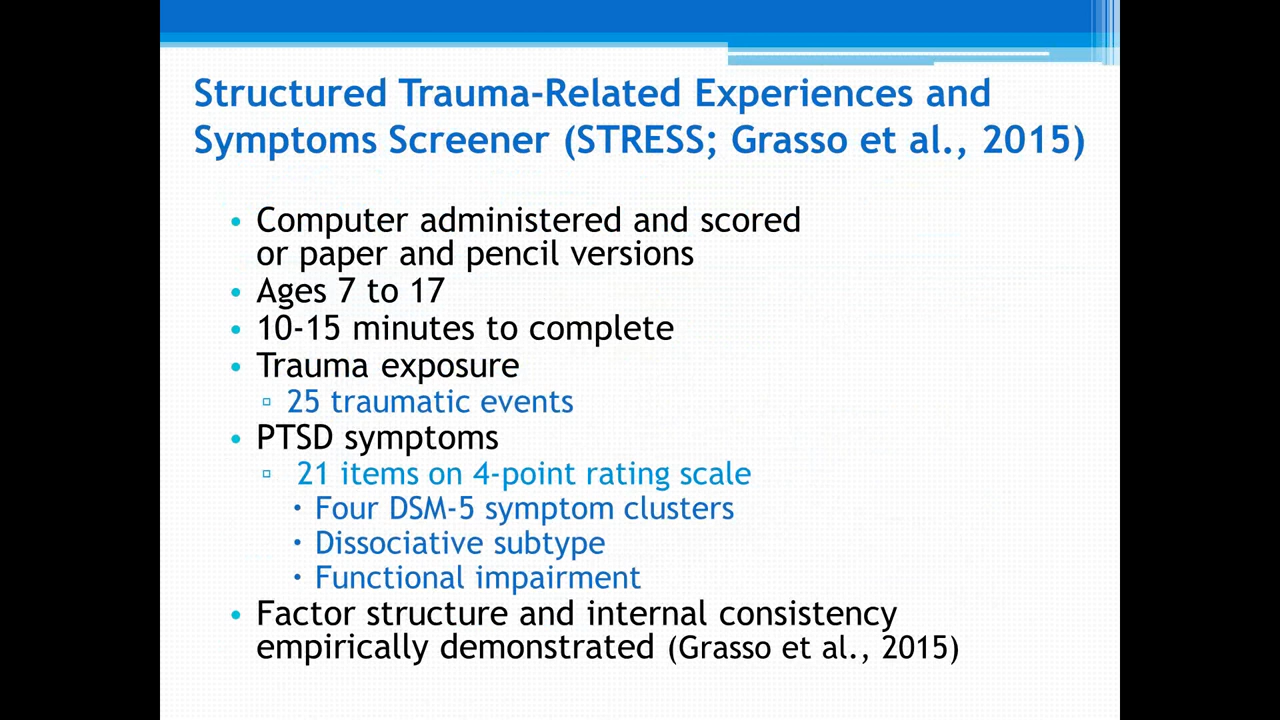 Structured Trauma-Related Experiences and
Symptoms Screener (STRESS; Grasso et al., 2015)
• Computer administered and scored
or paper and pencil versions
• Ages 7 to 17
• 10-15 minutes to complete
• Trauma exposure
▫ 25 traumatic events
• PTSD symptoms
▫ 21 items on 4-point rating scale
• Four DSM-5 symptom clusters
• Dissociative subtype
• Functional impairment
• Factor structure and internal consistency
empirically demonstrated (Grasso et al., 2015)